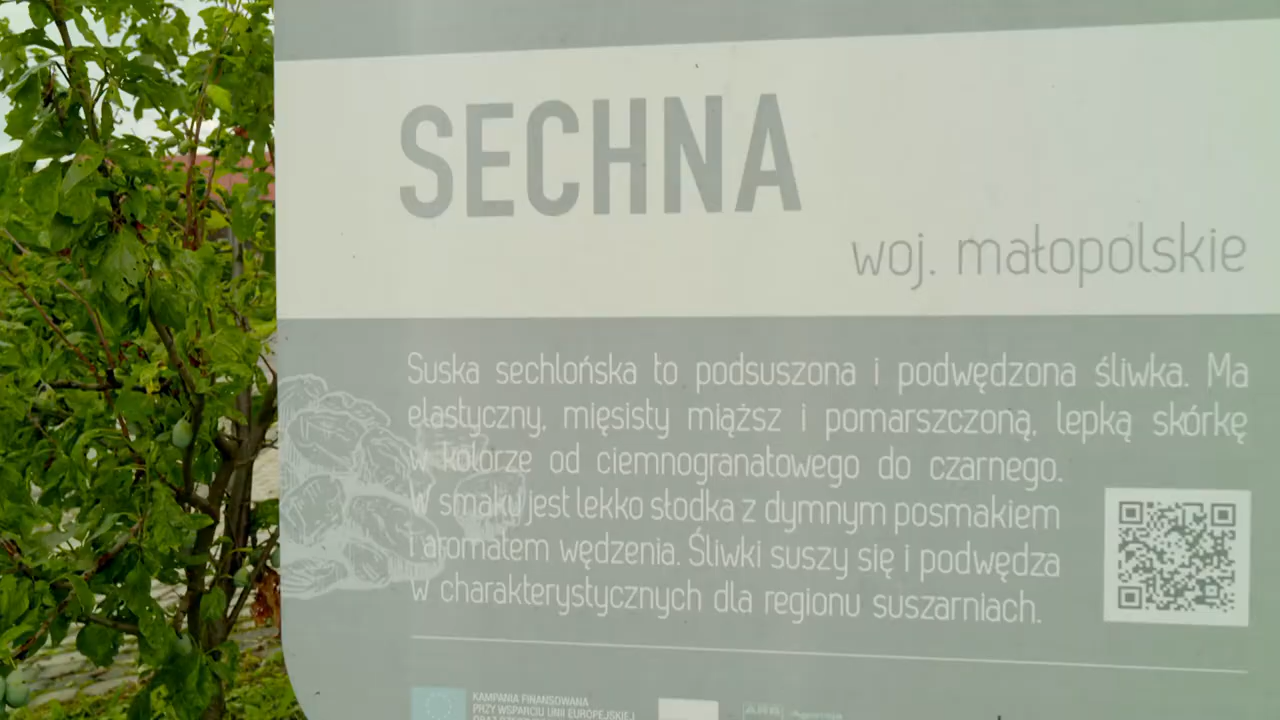 SECHNA
woj. małopolskie
Suska sechlońska to podsuszona i podwędzona śliwka. Ma
elastyczny, mięsisty miąższ i pomarszczoną, lepką skórkę
w kolorze od ciemnogranatowego do czarnego.
W smaku jest lekko słodka z dymnym posmakiem
i aromatem wędzenia. Śliwki suszy się i podwędza
w charakterystycznych dla regionu suszarniach.
KAMPANIA FINANSOWANA
PRZY WSPARCIU UNII EUROPEJSKIEJ